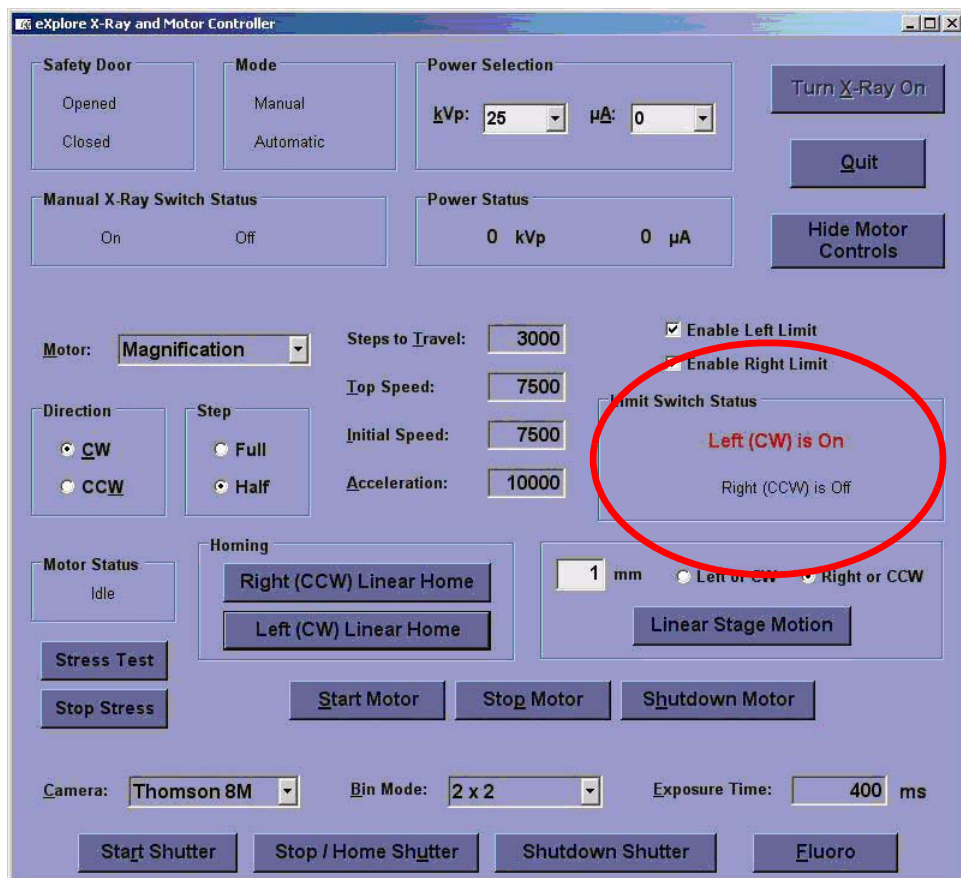 eXplore X-Ray and Motor Controller
Safety Door
Opened
Closed
Mode
Manual
Automatic
Power Selection
kVp: 25 µA: 0
Turn X-Ray On
Quit
Manual X-Ray Switch Status
On Off
Power Status
0 kVp 0 µA
Hide Motor
Controls
Motor: Magnification
Steps to Travel: 3000
Top Speed: 7500
Initial Speed: 7500
Acceleration: 10000
Enable Left Limit
Enable Right Limit
Direction
CW
CCW
Step
Full
Half
Limit Switch Status
Left (CW) is On
Right (CCW) is Off
Motor Status
Idle
Homing
Right (CCW) Linear Home
Left (CW) Linear Home
1 mm Left or CW Right or CCW
Linear Stage Motion
Stress Test
Stop Stress
Start Motor
Stop Motor
Shutdown Motor
Camera: Thomson 8M
Bin Mode: 2 x 2
Exposure Time: 400 ms
Start Shutter
Stop / Home Shutter
Shutdown Shutter
Fluoro